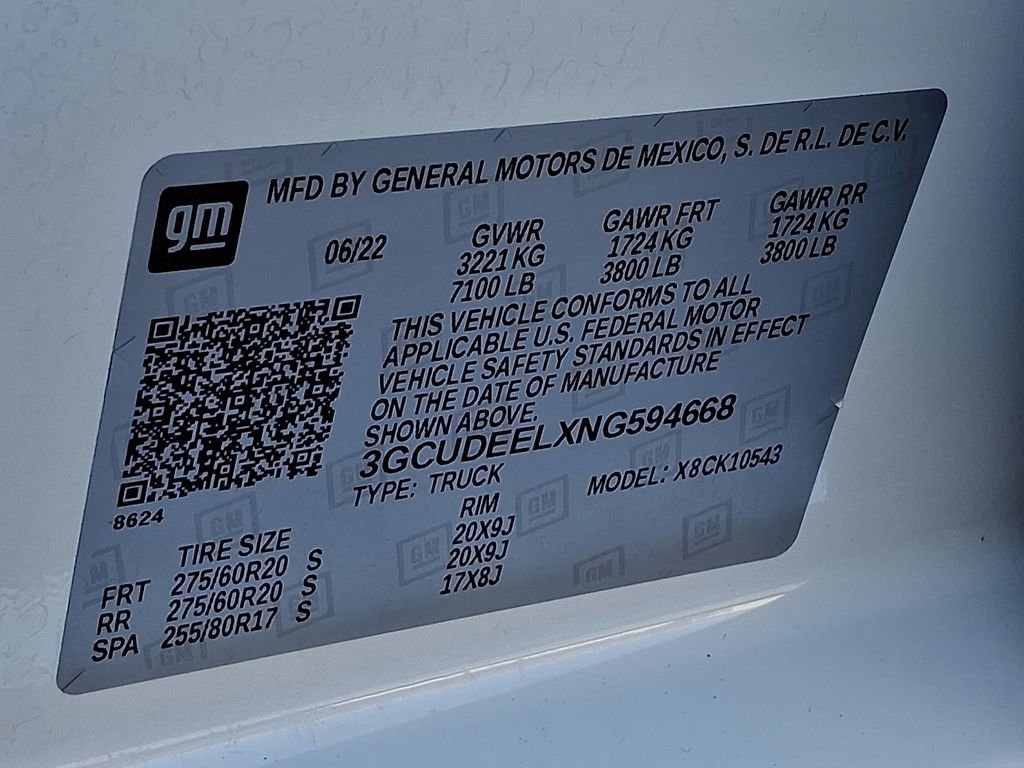 gm
MFD BY GENERAL MOTORS DE MEXICO, S. DE R.L. DE C.V.
06/22 GVWR GAWR FRT GAWR RR
3221 KG 1724 KG 1724 KG
7100 LB 3800 LB 3800 LB
THIS VEHICLE CONFORMS TO ALL
APPLICABLE U.S. FEDERAL MOTOR
VEHICLE SAFETY STANDARDS IN EFFECT
ON THE DATE OF MANUFACTURE
SHOWN ABOVE.
3GCUDEELXNG594668
TYPE: TRUCK MODEL: X8CK10543
8624
TIRE SIZE RIM
FRT 275/60R20 S 20X9J
RR 275/60R20 S 20X9J
SPA 255/80R17 S 17X8J